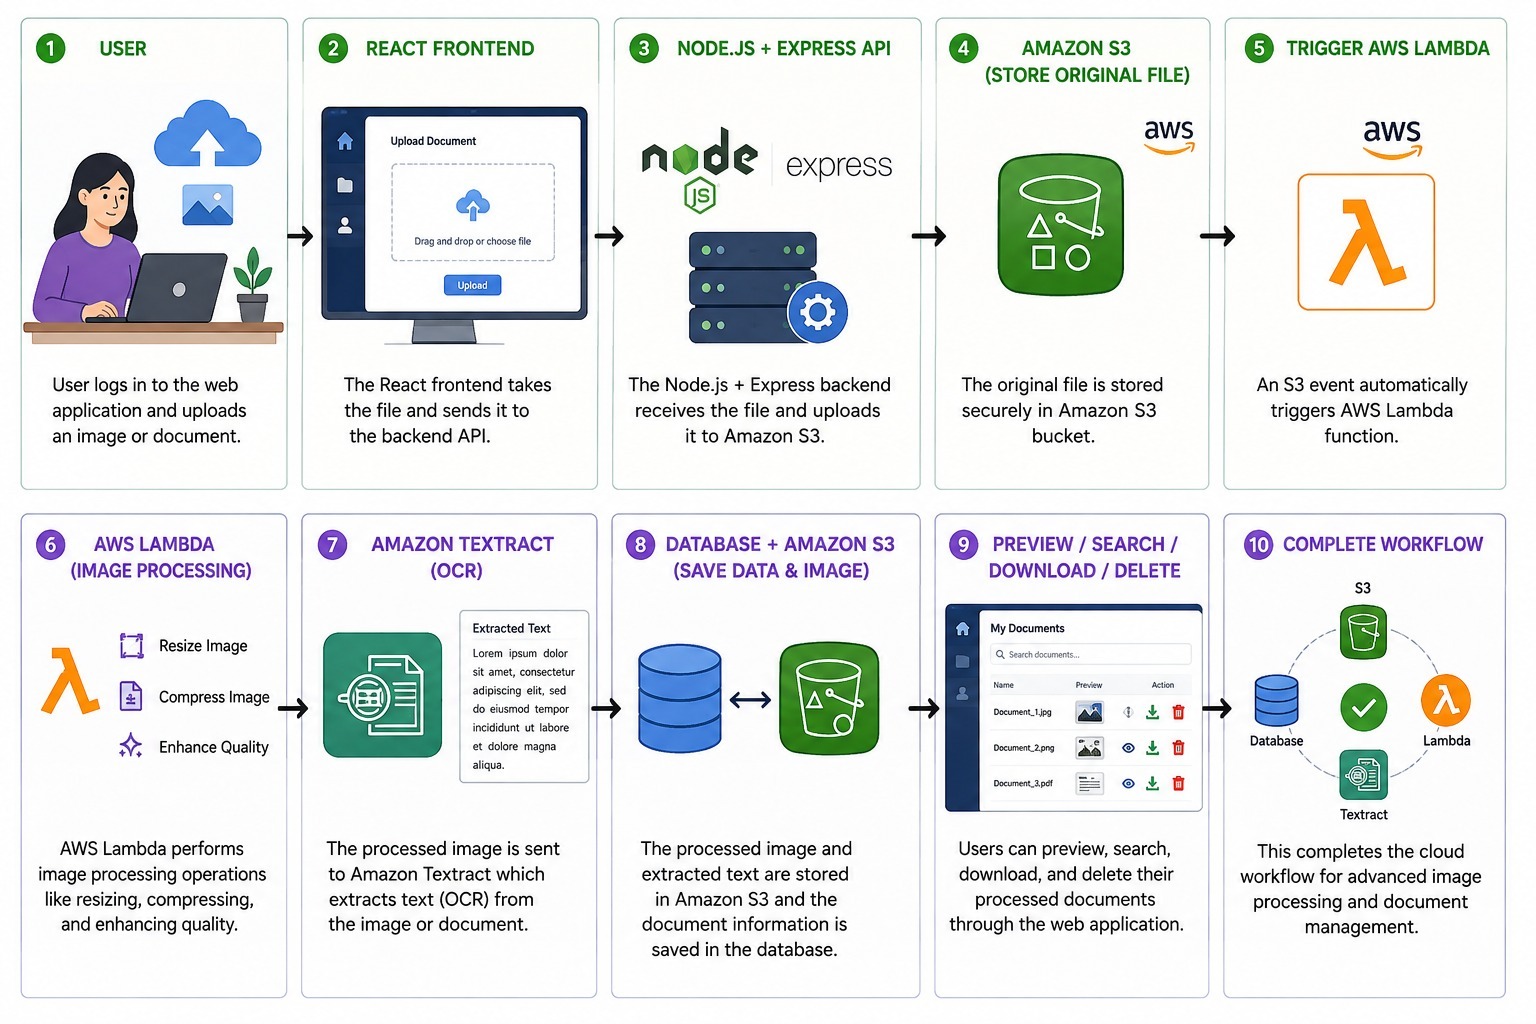 1 USER
User logs in to the web
application and uploads
an image or document.
2 REACT FRONTEND
Upload Document
Drag and drop or choose file
Upload
The React frontend takes
the file and sends it to
the backend API.
3 NODE.JS + EXPRESS API
node
JS
express
The Node.js + Express backend
receives the file and uploads
it to Amazon S3.
4 AMAZON S3
(STORE ORIGINAL FILE)
aws
The original file is stored
securely in Amazon S3
bucket.
5 TRIGGER AWS LAMBDA
aws
λ
An S3 event automatically
triggers AWS Lambda
function.
6 AWS LAMBDA
(IMAGE PROCESSING)
λ
Resize Image
Compress Image
Enhance Quality
AWS Lambda performs
image processing operations
like resizing, compressing,
and enhancing quality.
7 AMAZON TEXTRACT
(OCR)
Extracted Text
Lorem ipsum dolor
sit amet, consectetur
adipiscing elit, sed
do eiusmod tempor
incididunt ut labore
et dolore magna
aliqua.
The processed image is sent
to Amazon Textract which
extracts text (OCR) from
the image or document.
8 DATABASE + AMAZON S3
(SAVE DATA & IMAGE)
The processed image and
extracted text are stored
in Amazon S3 and the
document information is
saved in the database.
9 PREVIEW / SEARCH /
DOWNLOAD / DELETE
My Documents
Search documents...
Name Preview Action
Document_1.jpg
Document_2.png
Document_3.pdf
Users can preview, search,
download, and delete their
processed documents
through the web application.
10 COMPLETE WORKFLOW
S3
Database
λ
Lambda
Textract
This completes the cloud
workflow for advanced image
processing and document
management.